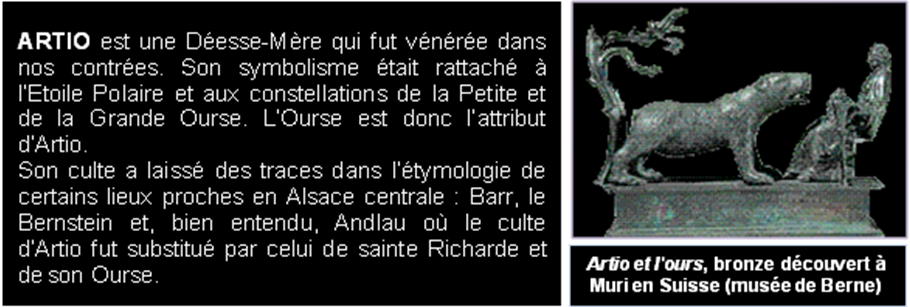 ARTIO est une Déesse-Mère qui fut vénérée dans
nos contrées. Son symbolisme était rattaché à
l'Etoile Polaire et aux constellations de la Petite et
de la Grande Ourse. L'Ourse est donc l'attribut
d'Artio.
Son culte a laissé des traces dans l'étymologie de
certains lieux proches en Alsace centrale : Barr, le
Bernstein et, bien entendu, Andlau où le culte
d'Artio fut substitué par celui de sainte Richarde et
de son Ourse.
Artio et l'ours, bronze découvert à
Muri en Suisse (musée de Berne)